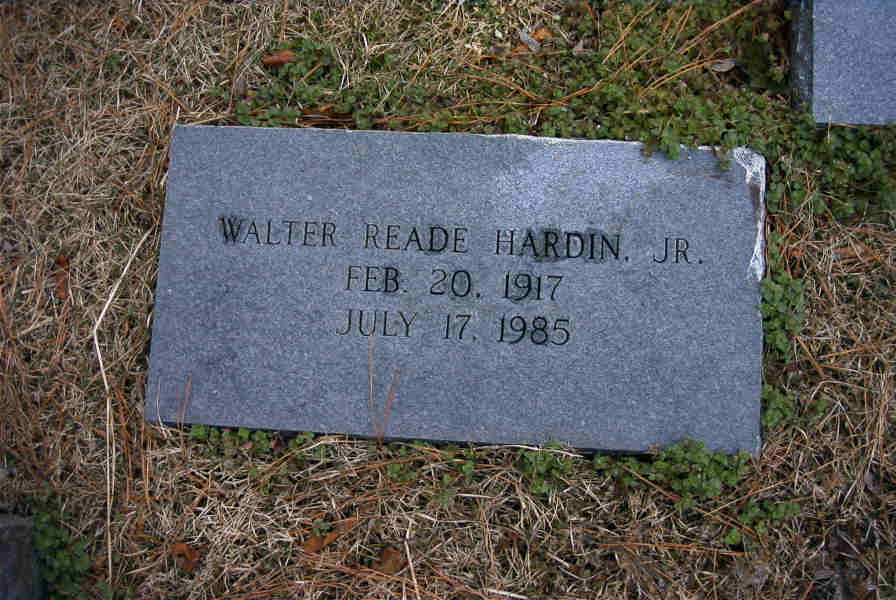 WALTER READE HARDIN, JR.
FEB. 20, 1917
JULY 17, 1985